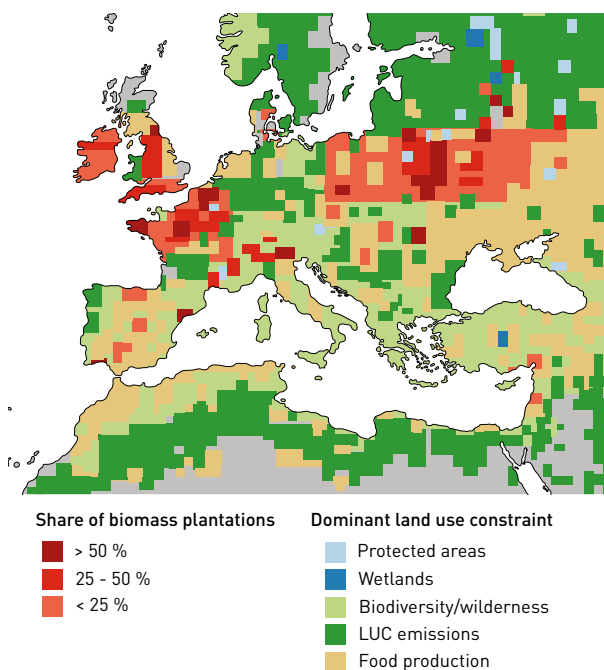 Share of biomass plantations
> 50 %
25 - 50 %
< 25 %
Dominant land use constraint
Protected areas
Wetlands
Biodiversity/wilderness
LUC emissions
Food production